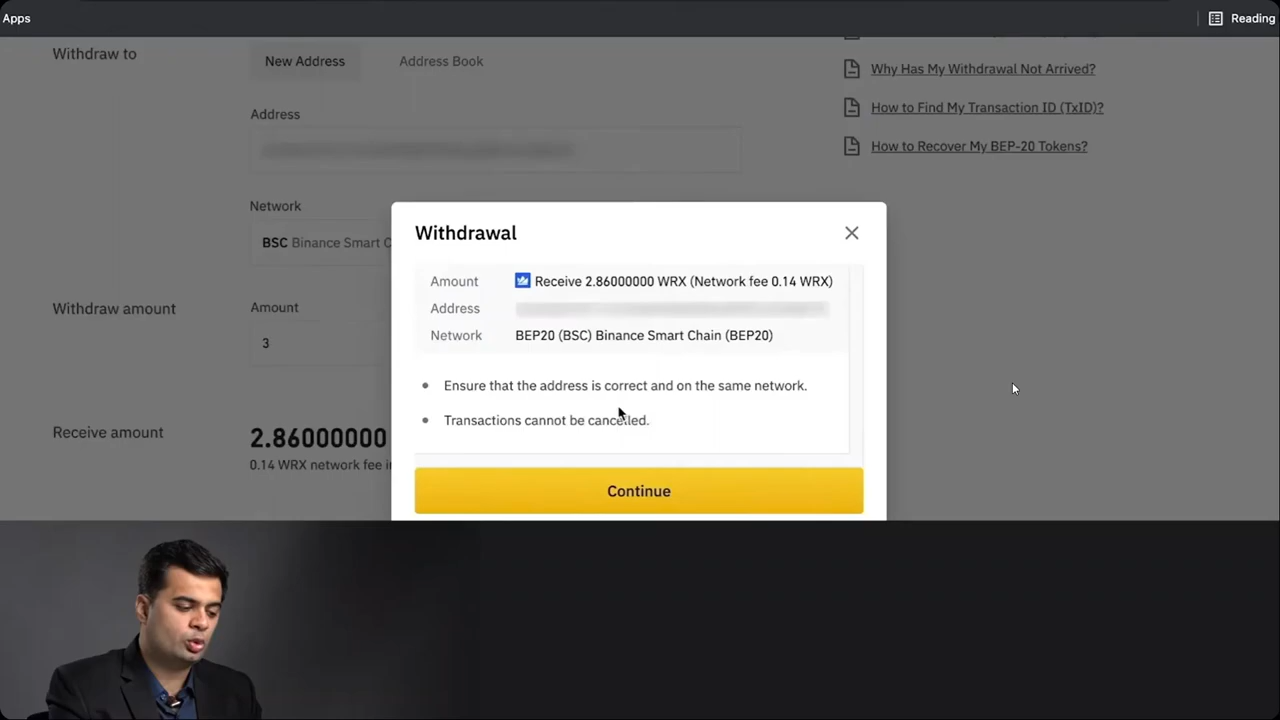 Apps
Reading
Withdraw to
New Address
Address Book
Why Has My Withdrawal Not Arrived?
Address
How to Find My Transaction ID (TxID)?
How to Recover My BEP-20 Tokens?
Network
BSC Binance Smart C
Withdrawal
Amount Receive 2.86000000 WRX (Network fee 0.14 WRX)
Address
Network BEP20 (BSC) Binance Smart Chain (BEP20)
Withdraw amount
Amount
3
Ensure that the address is correct and on the same network.
Transactions cannot be cancelled.
Receive amount
2.86000000
0.14 WRX network fee i
Continue